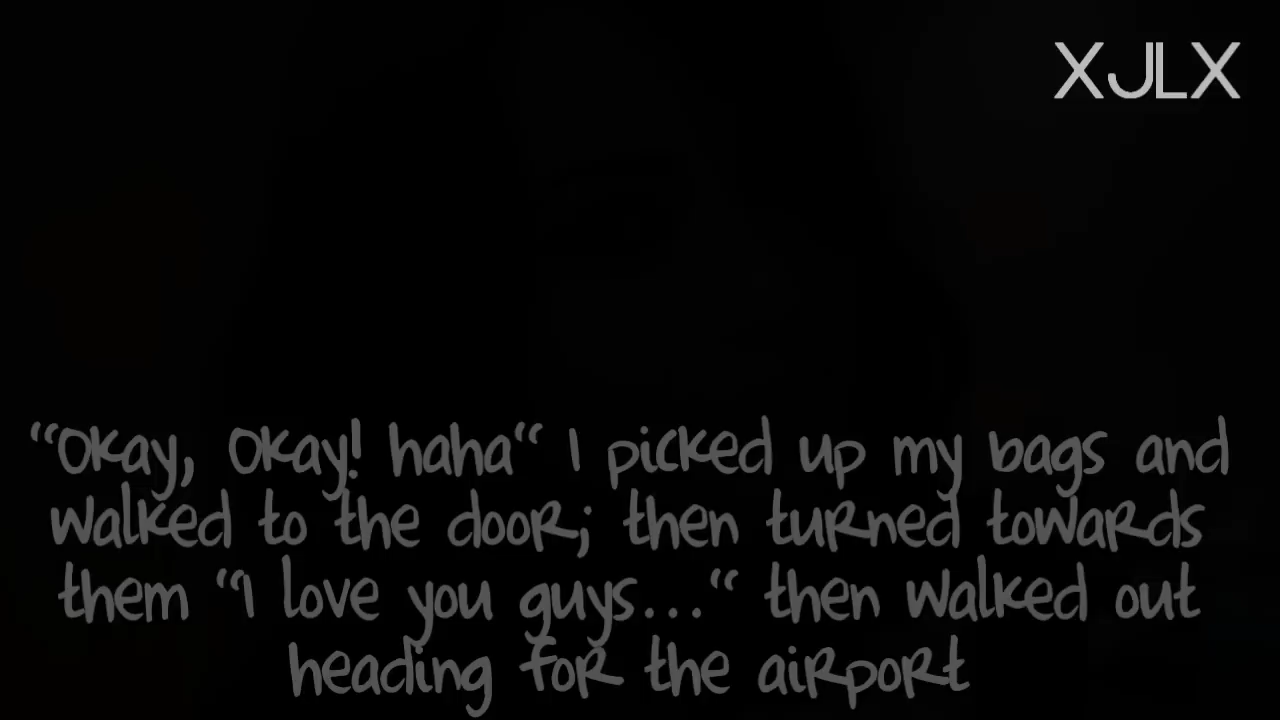 XJLX
“Okay, Okay! haha“ I picked up my bags and
walked to the door; then turned towards
them “I love you guys...“ then walked out
heading for the airport